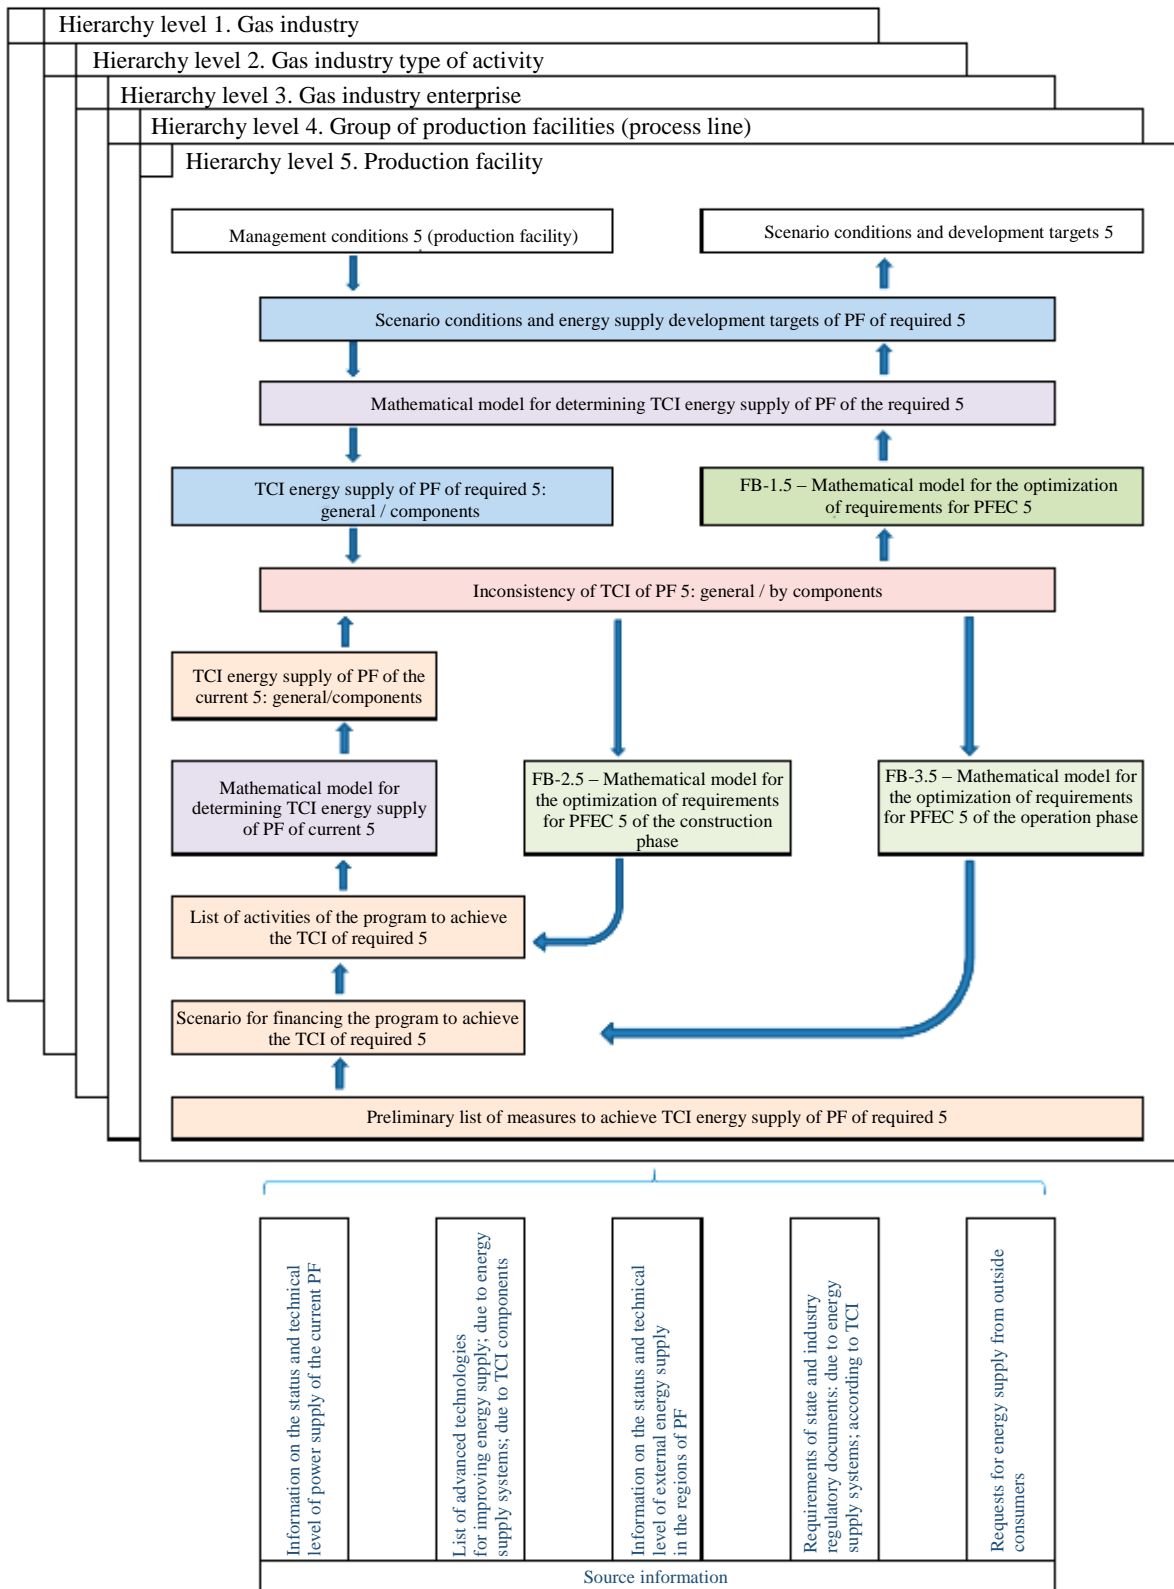 Hierarchy level 1. Gas industry
Hierarchy level 2. Gas industry type of activity
Hierarchy level 3. Gas industry enterprise
Hierarchy level 4. Group of production facilities (process line)
Hierarchy level 5. Production facility
Management conditions 5 (production facility)
Scenario conditions and development targets 5
Scenario conditions and energy supply development targets of PF of required 5
Mathematical model for determining TCI energy supply of PF of the required 5
TCI energy supply of PF of required 5:
general / components
FB-1.5 – Mathematical model for the optimization
of requirements for PFEC 5
Inconsistency of TCI of PF 5: general / by components
TCI energy supply of PF of the
current 5: general/components
Mathematical model for
determining TCI energy supply
of PF of current 5
FB-2.5 – Mathematical model for
the optimization of requirements
for PFEC 5 of the construction
phase
FB-3.5 – Mathematical model for
the optimization of requirements
for PFEC 5 of the operation phase
List of activities of the program to achieve
the TCI of required 5
Scenario for financing the program to achieve
the TCI of required 5
Preliminary list of measures to achieve TCI energy supply of PF of required 5
Information on the status and technical
level of power supply of the current PF
List of advanced technologies
for improving energy supply; due to energy
supply systems; due to TCI components
Information on the status and technical
level of external energy supply
in the regions of PF
Requirements of state and industry
regulatory documents: due to energy
supply systems; according to TCI
Requests for energy supply from outside
consumers
Source information